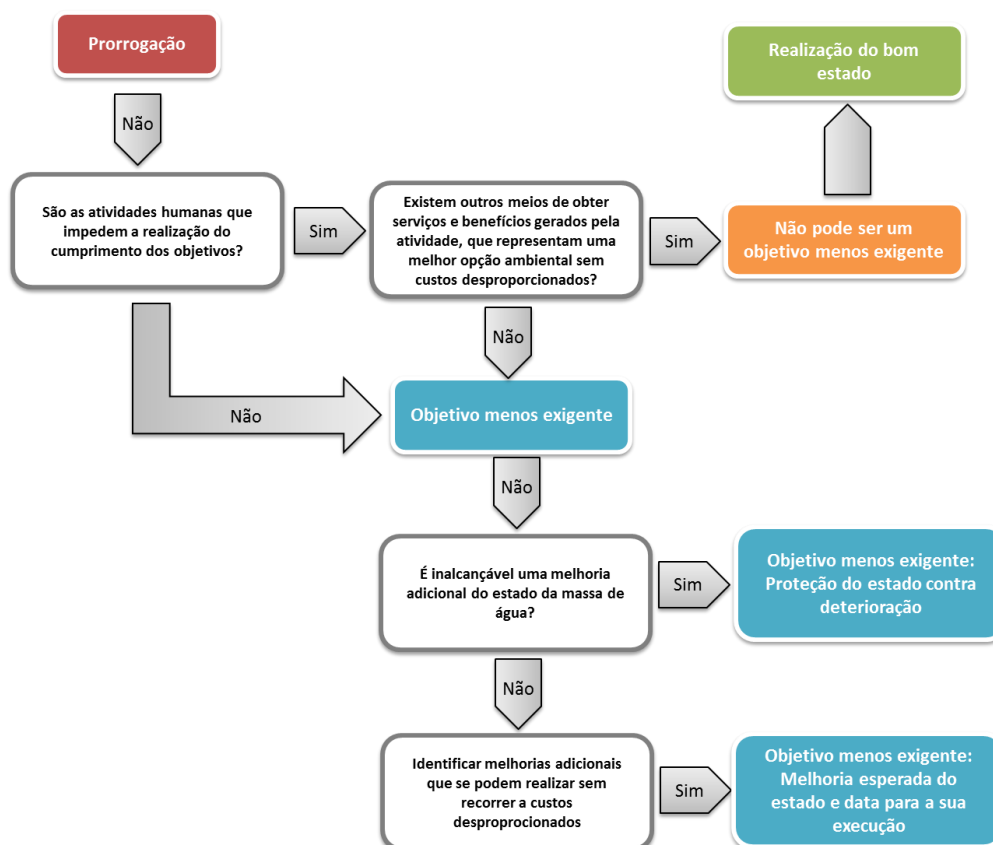 Prorrogação
Realização do bom
estado
Não
São as atividades humanas que
impedem a realização do
cumprimento dos objetivos?
Sim
Existem outros meios de obter
serviços e benefícios gerados pela
atividade, que representam uma
melhor opção ambiental sem
custos desproporcionados?
Sim
Não pode ser um
objetivo menos exigente
Não
Não
Objetivo menos exigente
Não
É inalcançável uma melhoria
adicional do estado da massa de
água?
Sim
Objetivo menos exigente:
Proteção do estado contra
deterioração
Não
Identificar melhorias adicionais
que se podem realizar sem
recorrer a custos
desproprocionados
Sim
Objetivo menos exigente:
Melhoria esperada do
estado e data para a sua
execução